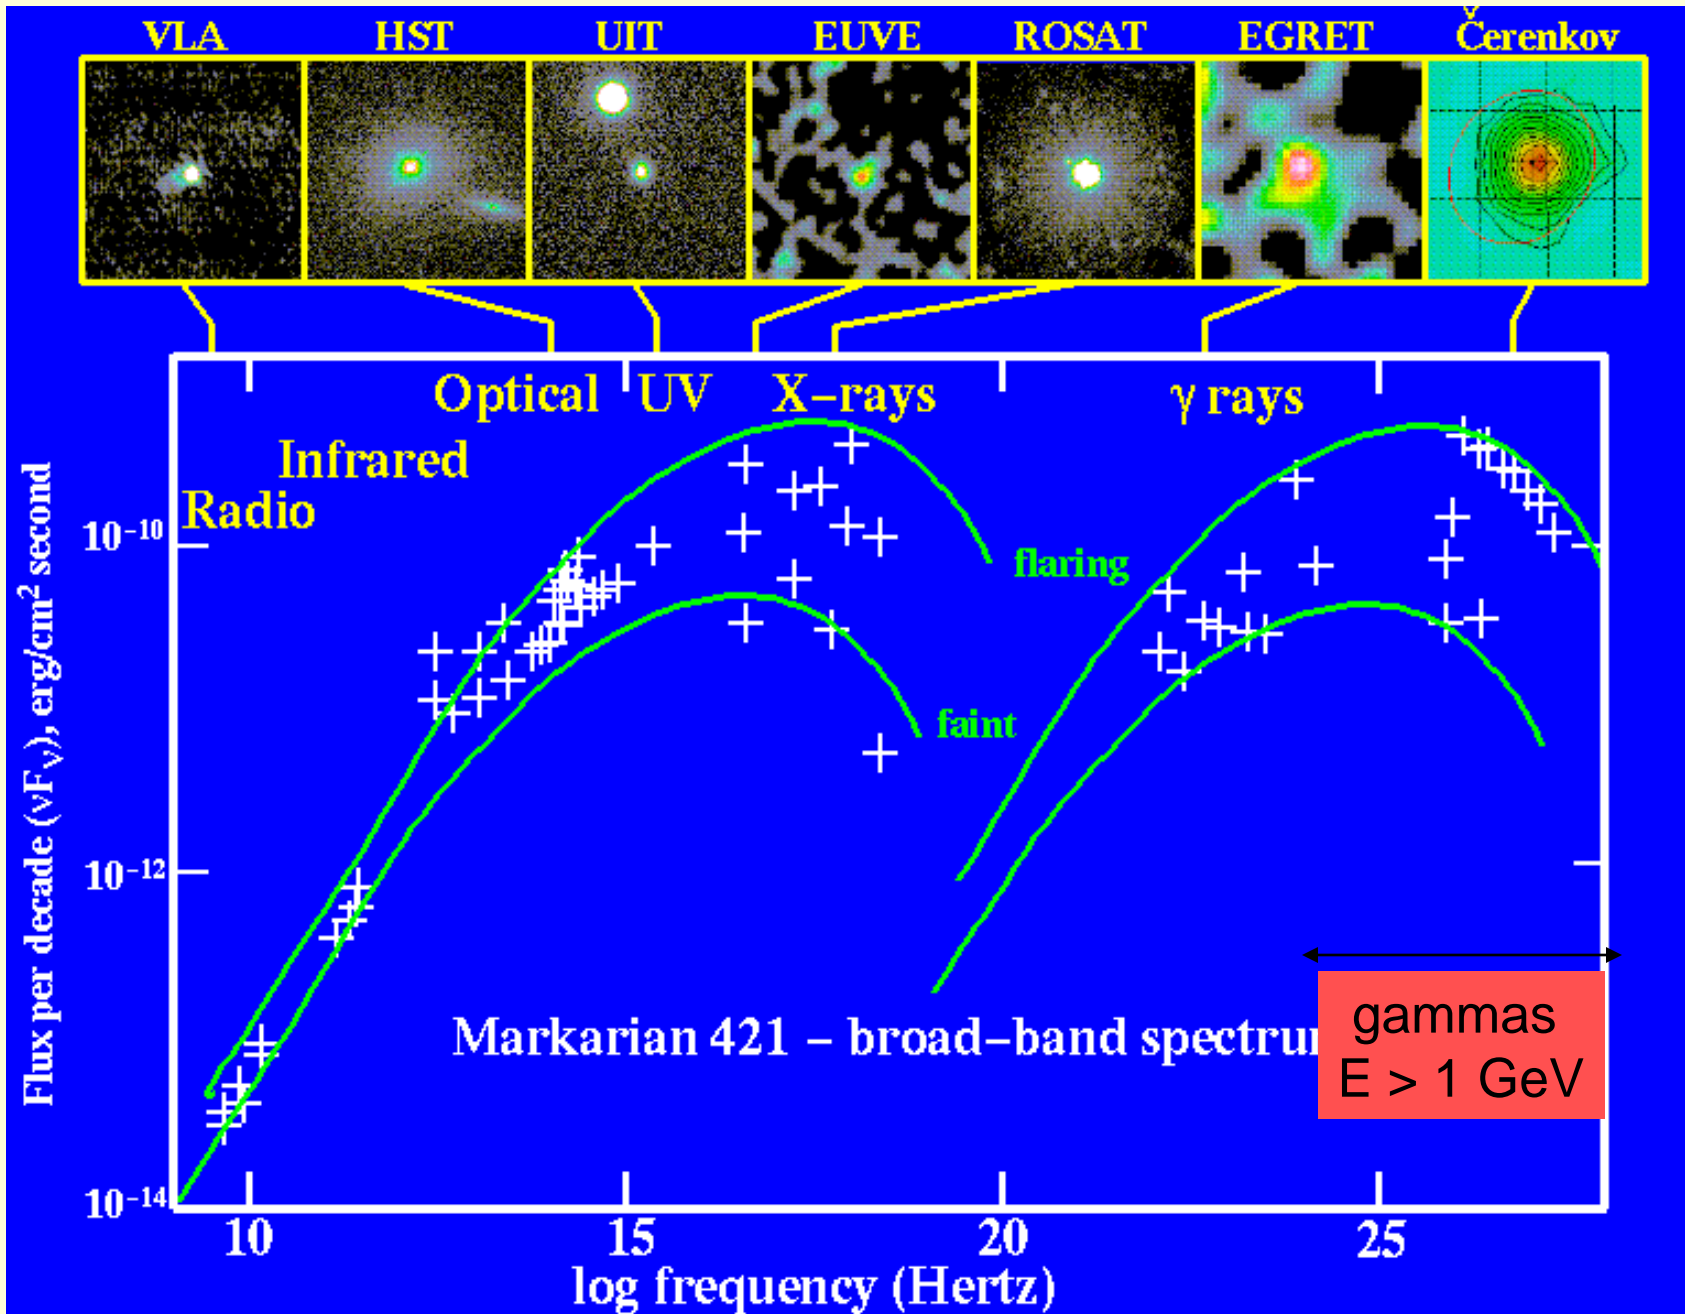 VLA HST UIT EUVE ROSAT EGRET Čerenkov
Optical UV X–rays γ rays
Infrared
Radio
flaring
faint
Markarian 421 – broad–band spectru
gammas
E > 1 GeV
Flux per decade (νFν), erg/cm² second
10⁻¹⁰
10⁻¹²
10⁻¹⁴
10 15 20 25
log frequency (Hertz)